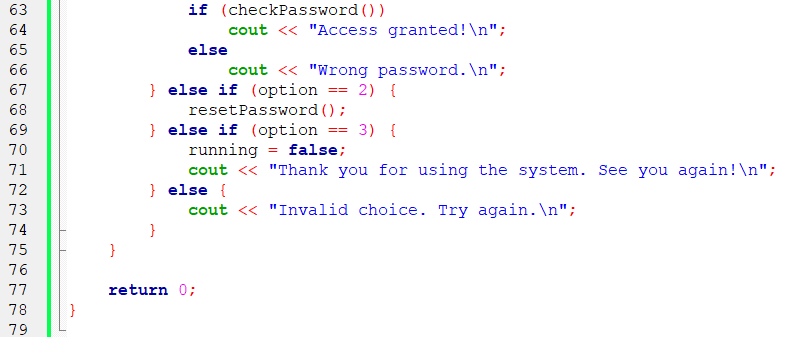 63            if (checkPassword())
64                cout << "Access granted!\n";
65            else
66                cout << "Wrong password.\n";
67        } else if (option == 2) {
68            resetPassword();
69        } else if (option == 3) {
70            running = false;
71            cout << "Thank you for using the system. See you again!\n";
72        } else {
73            cout << "Invalid choice. Try again.\n";
74        }
75    }
76
77    return 0;
78 }
79